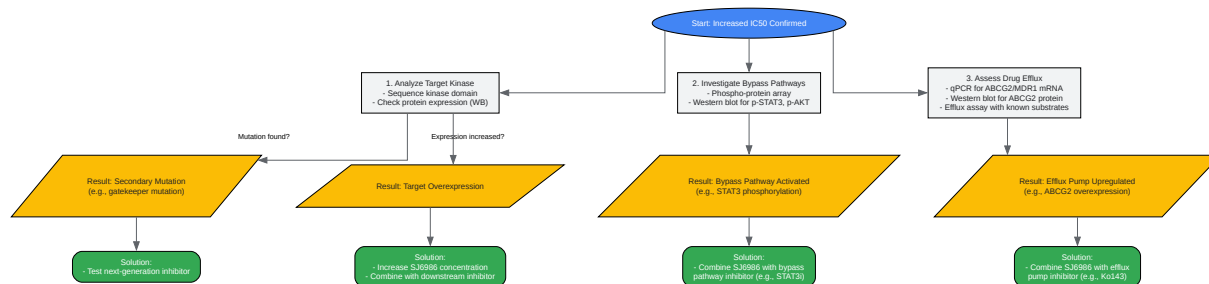 Start: Increased IC50 Confirmed
1. Analyze Target Kinase
- Sequence kinase domain
- Check protein expression (WB)
2. Investigate Bypass Pathways
- Phospho-protein array
- Western blot for p-STAT3, p-AKT
3. Assess Drug Efflux
- qPCR for ABCG2/MDR1 mRNA
- Western blot for ABCG2 protein
- Efflux assay with known substrates
Mutation found?
Expression increased?
Result: Secondary Mutation
(e.g., gatekeeper mutation)
Result: Target Overexpression
Result: Bypass Pathway Activated
(e.g., STAT3 phosphorylation)
Result: Efflux Pump Upregulated
(e.g., ABCG2 overexpression)
Solution:
- Test next-generation inhibitor
Solution:
- Increase SJ6986 concentration
- Combine with downstream inhibitor
Solution:
- Combine SJ6986 with bypass
pathway inhibitor (e.g., STAT3i)
Solution:
- Combine SJ6986 with efflux
pump inhibitor (e.g., Ko143)